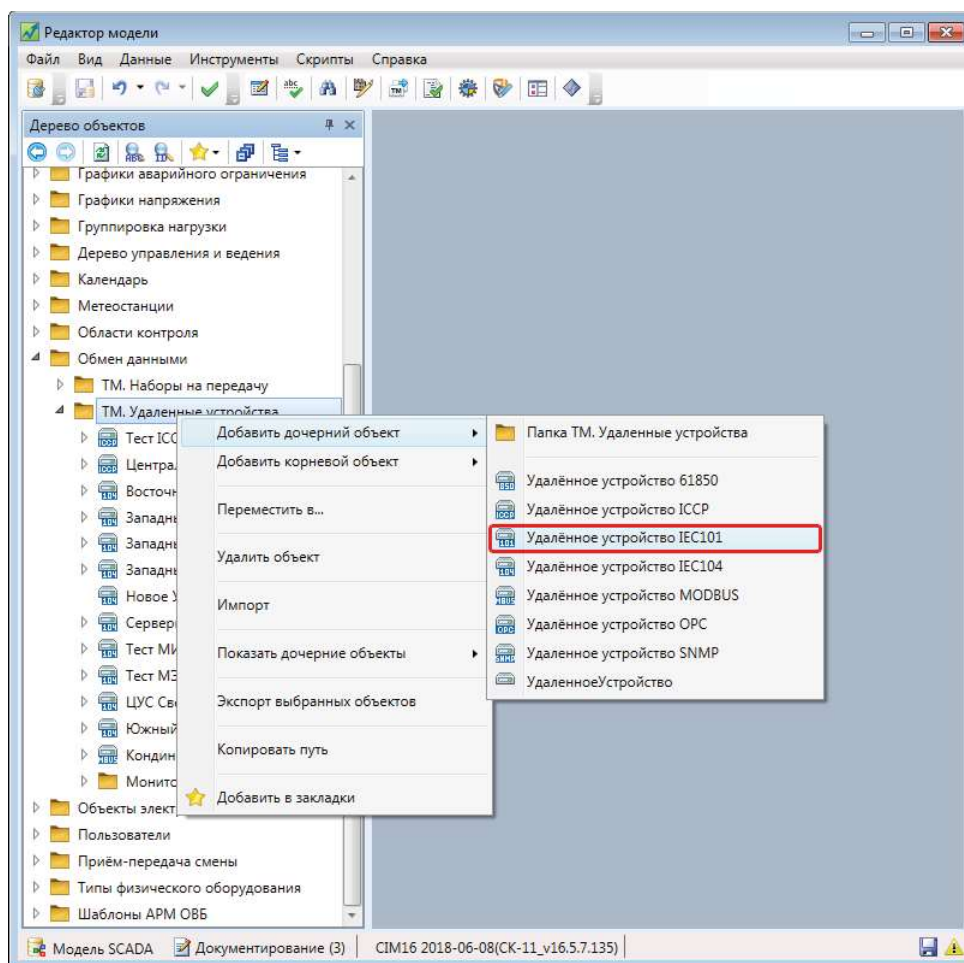 Редактор модели
Файл Вид Данные Инструменты Скрипты Справка
Дерево объектов
Графики аварийного ограничения
Графики напряжения
Группировка нагрузки
Дерево управления и ведения
Календарь
Метеостанции
Области контроля
Обмен данными
ТМ. Наборы на передачу
ТМ. Удаленные устройства
Тест ICC
Централ
Восточн
Западны
Западны
Западны
Новое У
Сервер
Тест МИ
Тест МЭ
ЦУС Св
Южный
Кондин
Монито
Объекты элект
Пользователи
Приём-передача смены
Типы физического оборудования
Шаблоны АРМ ОВБ
Добавить дочерний объект
Добавить корневой объект
Переместить в...
Удалить объект
Импорт
Показать дочерние объекты
Экспорт выбранных объектов
Копировать путь
Добавить в закладки
Папка ТМ. Удаленные устройства
Удалённое устройство 61850
Удалённое устройство ICCP
Удалённое устройство IEC101
Удалённое устройство IEC104
Удалённое устройство MODBUS
Удалённое устройство OPC
Удаленное устройство SNMP
УдаленноеУстройство
Модель SCADA Документирование (3) CIM16 2018-06-08(СК-11_v16.5.7.135)